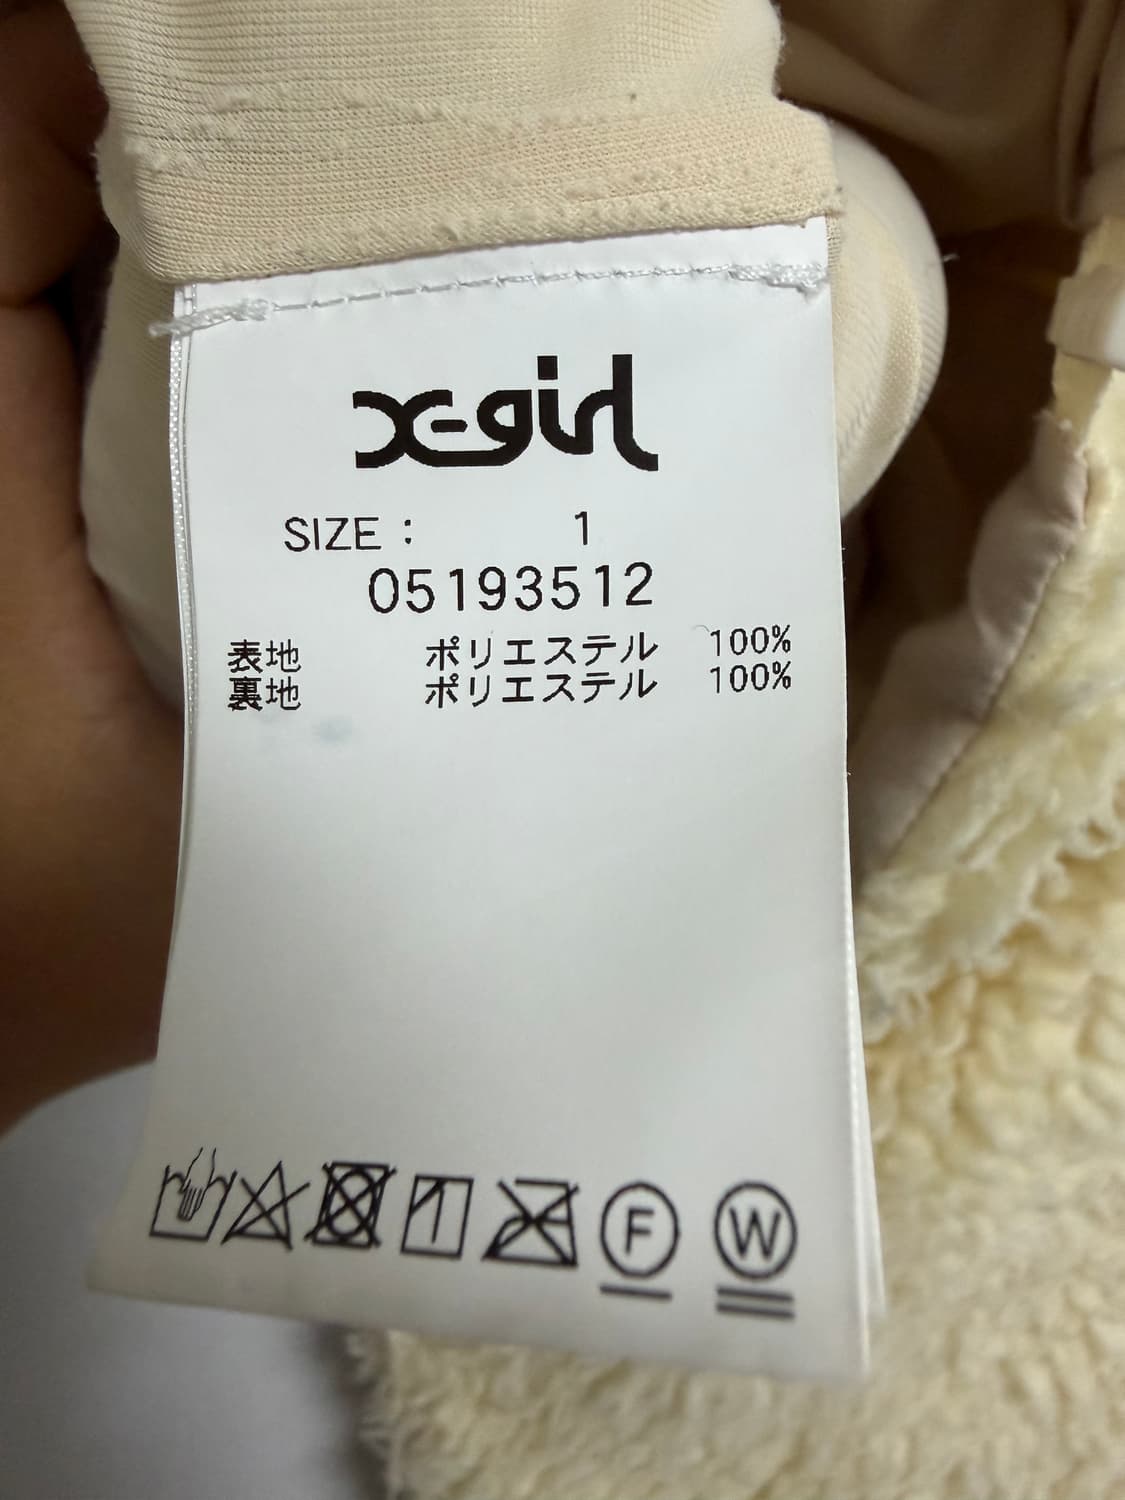 X-girl
SIZE : 1
05193512
表地 ポリエステル 100%
裏地 ポリエステル 100%
F W